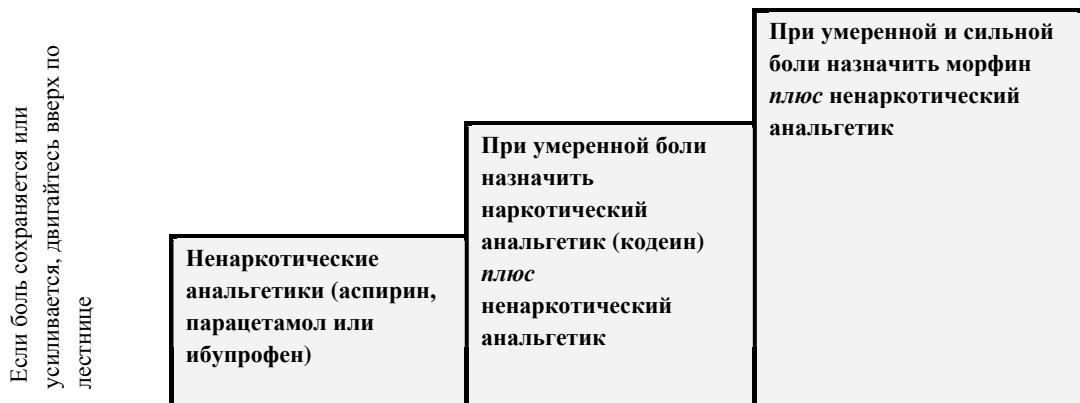 Если боль сохраняется или
усиливается, двигайтесь вверх по
лестнице
Ненаркотические
анальгетики (аспирин,
парацетамол или
ибупрофен)
При умеренной боли
назначить
наркотический
анальгетик (кодеин)
плюс
ненаркотический
анальгетик
При умеренной и сильной
боли назначить морфин
плюс ненаркотический
анальгетик